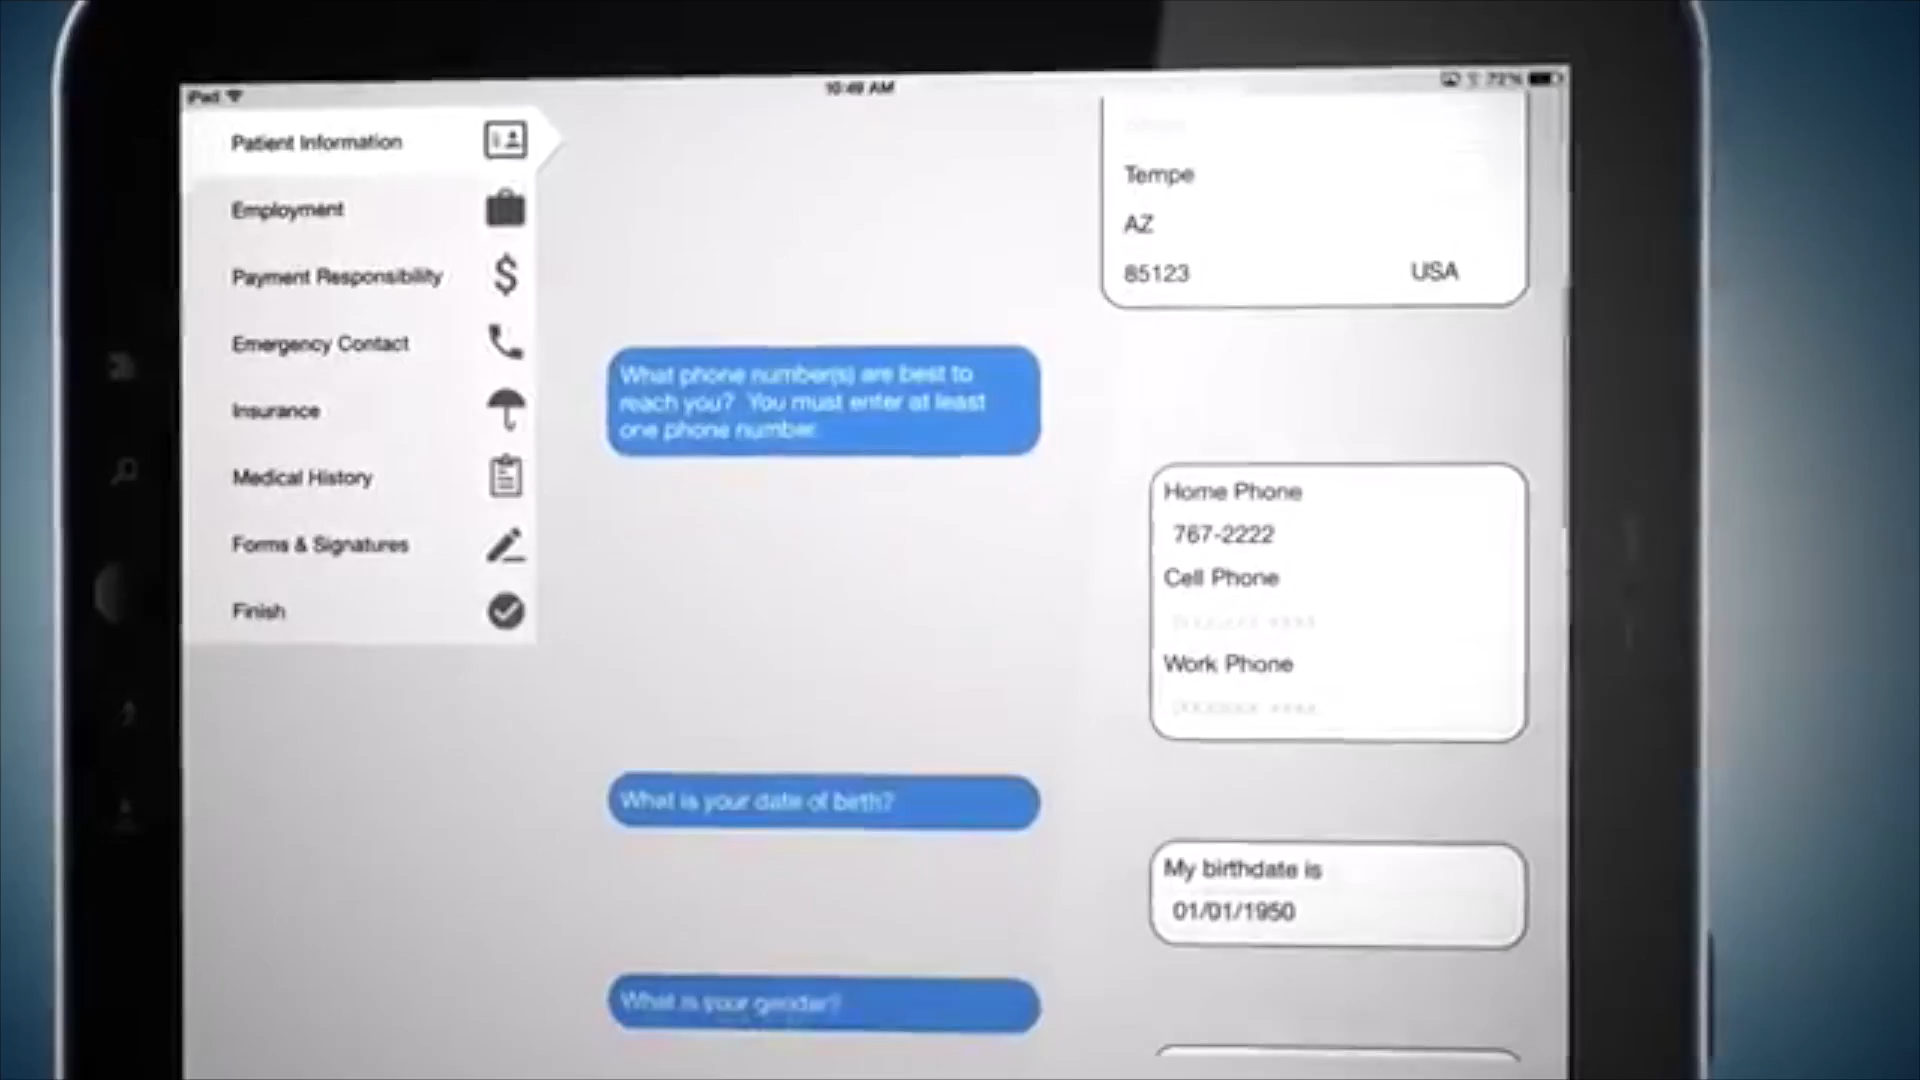 iPad
10:49 AM
72%
Patient Information
Employment
Payment Responsibility
Emergency Contact
Insurance
Medical History
Forms & Signatures
Finish
Tempe
AZ
85123 USA
What phone number(s) are best to
reach you? You must enter at least
one phone number.
Home Phone
767-2222
Cell Phone
Work Phone
What is your date of birth?
My birthdate is
01/01/1950
What is your gender?